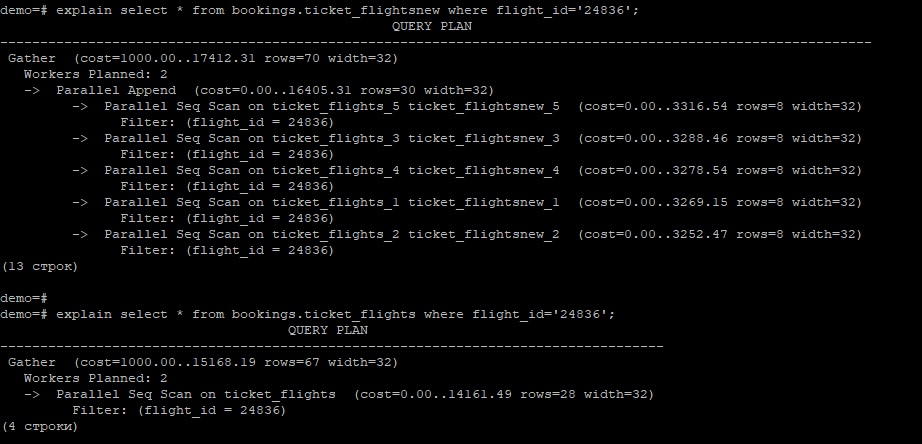 demo=# explain select * from bookings.ticket_flightsnew where flight_id='24836';
QUERY PLAN
-------------------------------------------------------------------------------------------------------------
Gather (cost=1000.00..17412.31 rows=70 width=32)
Workers Planned: 2
-> Parallel Append (cost=0.00..16405.31 rows=30 width=32)
-> Parallel Seq Scan on ticket_flights_5 ticket_flightsnew_5 (cost=0.00..3316.54 rows=8 width=32)
Filter: (flight_id = 24836)
-> Parallel Seq Scan on ticket_flights_3 ticket_flightsnew_3 (cost=0.00..3288.46 rows=8 width=32)
Filter: (flight_id = 24836)
-> Parallel Seq Scan on ticket_flights_4 ticket_flightsnew_4 (cost=0.00..3278.54 rows=8 width=32)
Filter: (flight_id = 24836)
-> Parallel Seq Scan on ticket_flights_1 ticket_flightsnew_1 (cost=0.00..3269.15 rows=8 width=32)
Filter: (flight_id = 24836)
-> Parallel Seq Scan on ticket_flights_2 ticket_flightsnew_2 (cost=0.00..3252.47 rows=8 width=32)
Filter: (flight_id = 24836)
(13 строк)
demo=#
demo=# explain select * from bookings.ticket_flights where flight_id='24836';
QUERY PLAN
-----------------------------------------------------------------------------------
Gather (cost=1000.00..15168.19 rows=67 width=32)
Workers Planned: 2
-> Parallel Seq Scan on ticket_flights (cost=0.00..14161.49 rows=28 width=32)
Filter: (flight_id = 24836)
(4 строки)